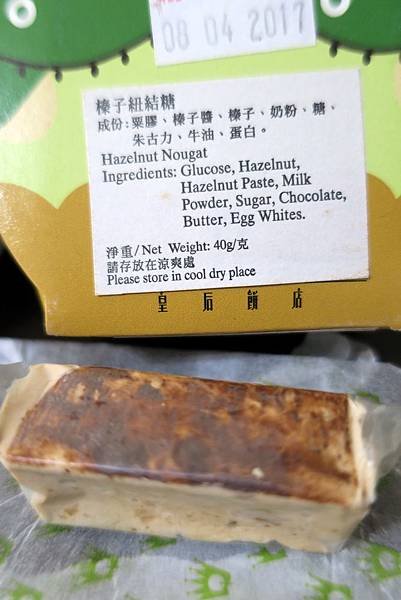 08 04 2017
榛子紐結糖
成份:粟膠、榛子醬、榛子、奶粉、糖、
朱古力、牛油、蛋白。
Hazelnut Nougat
Ingredients: Glucose, Hazelnut,
Hazelnut Paste, Milk
Powder, Sugar, Chocolate,
Butter, Egg Whites.
淨重/Net Weight: 40g/克
請存放在涼爽處
Please store in cool dry place
皇后餅店